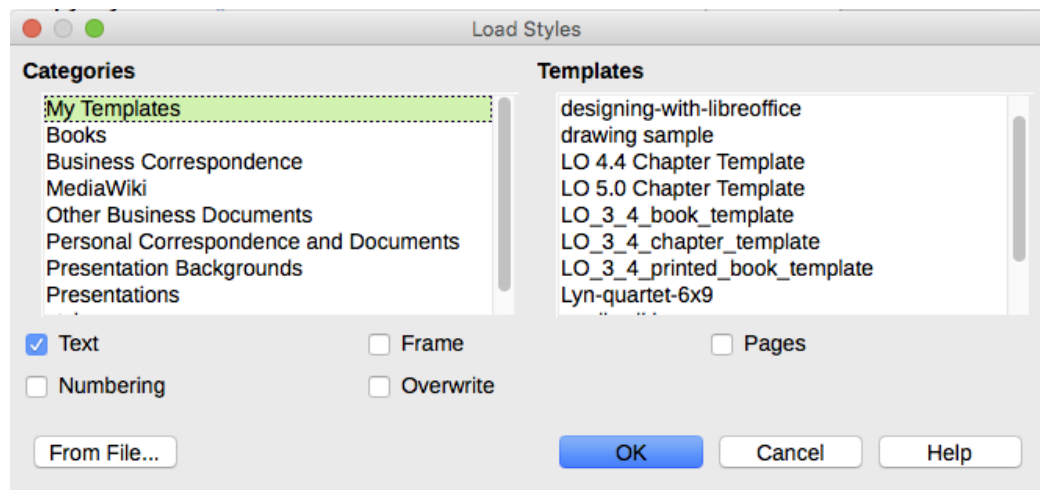 Load Styles
Categories
Templates
My Templates
Books
Business Correspondence
MediaWiki
Other Business Documents
Personal Correspondence and Documents
Presentation Backgrounds
Presentations
designing-with-libreoffice
drawing sample
LO 4.4 Chapter Template
LO 5.0 Chapter Template
LO_3_4_book_template
LO_3_4_chapter_template
LO_3_4_printed_book_template
Lyn-quartet-6x9
Text
Frame
Pages
Numbering
Overwrite
From File...
OK
Cancel
Help